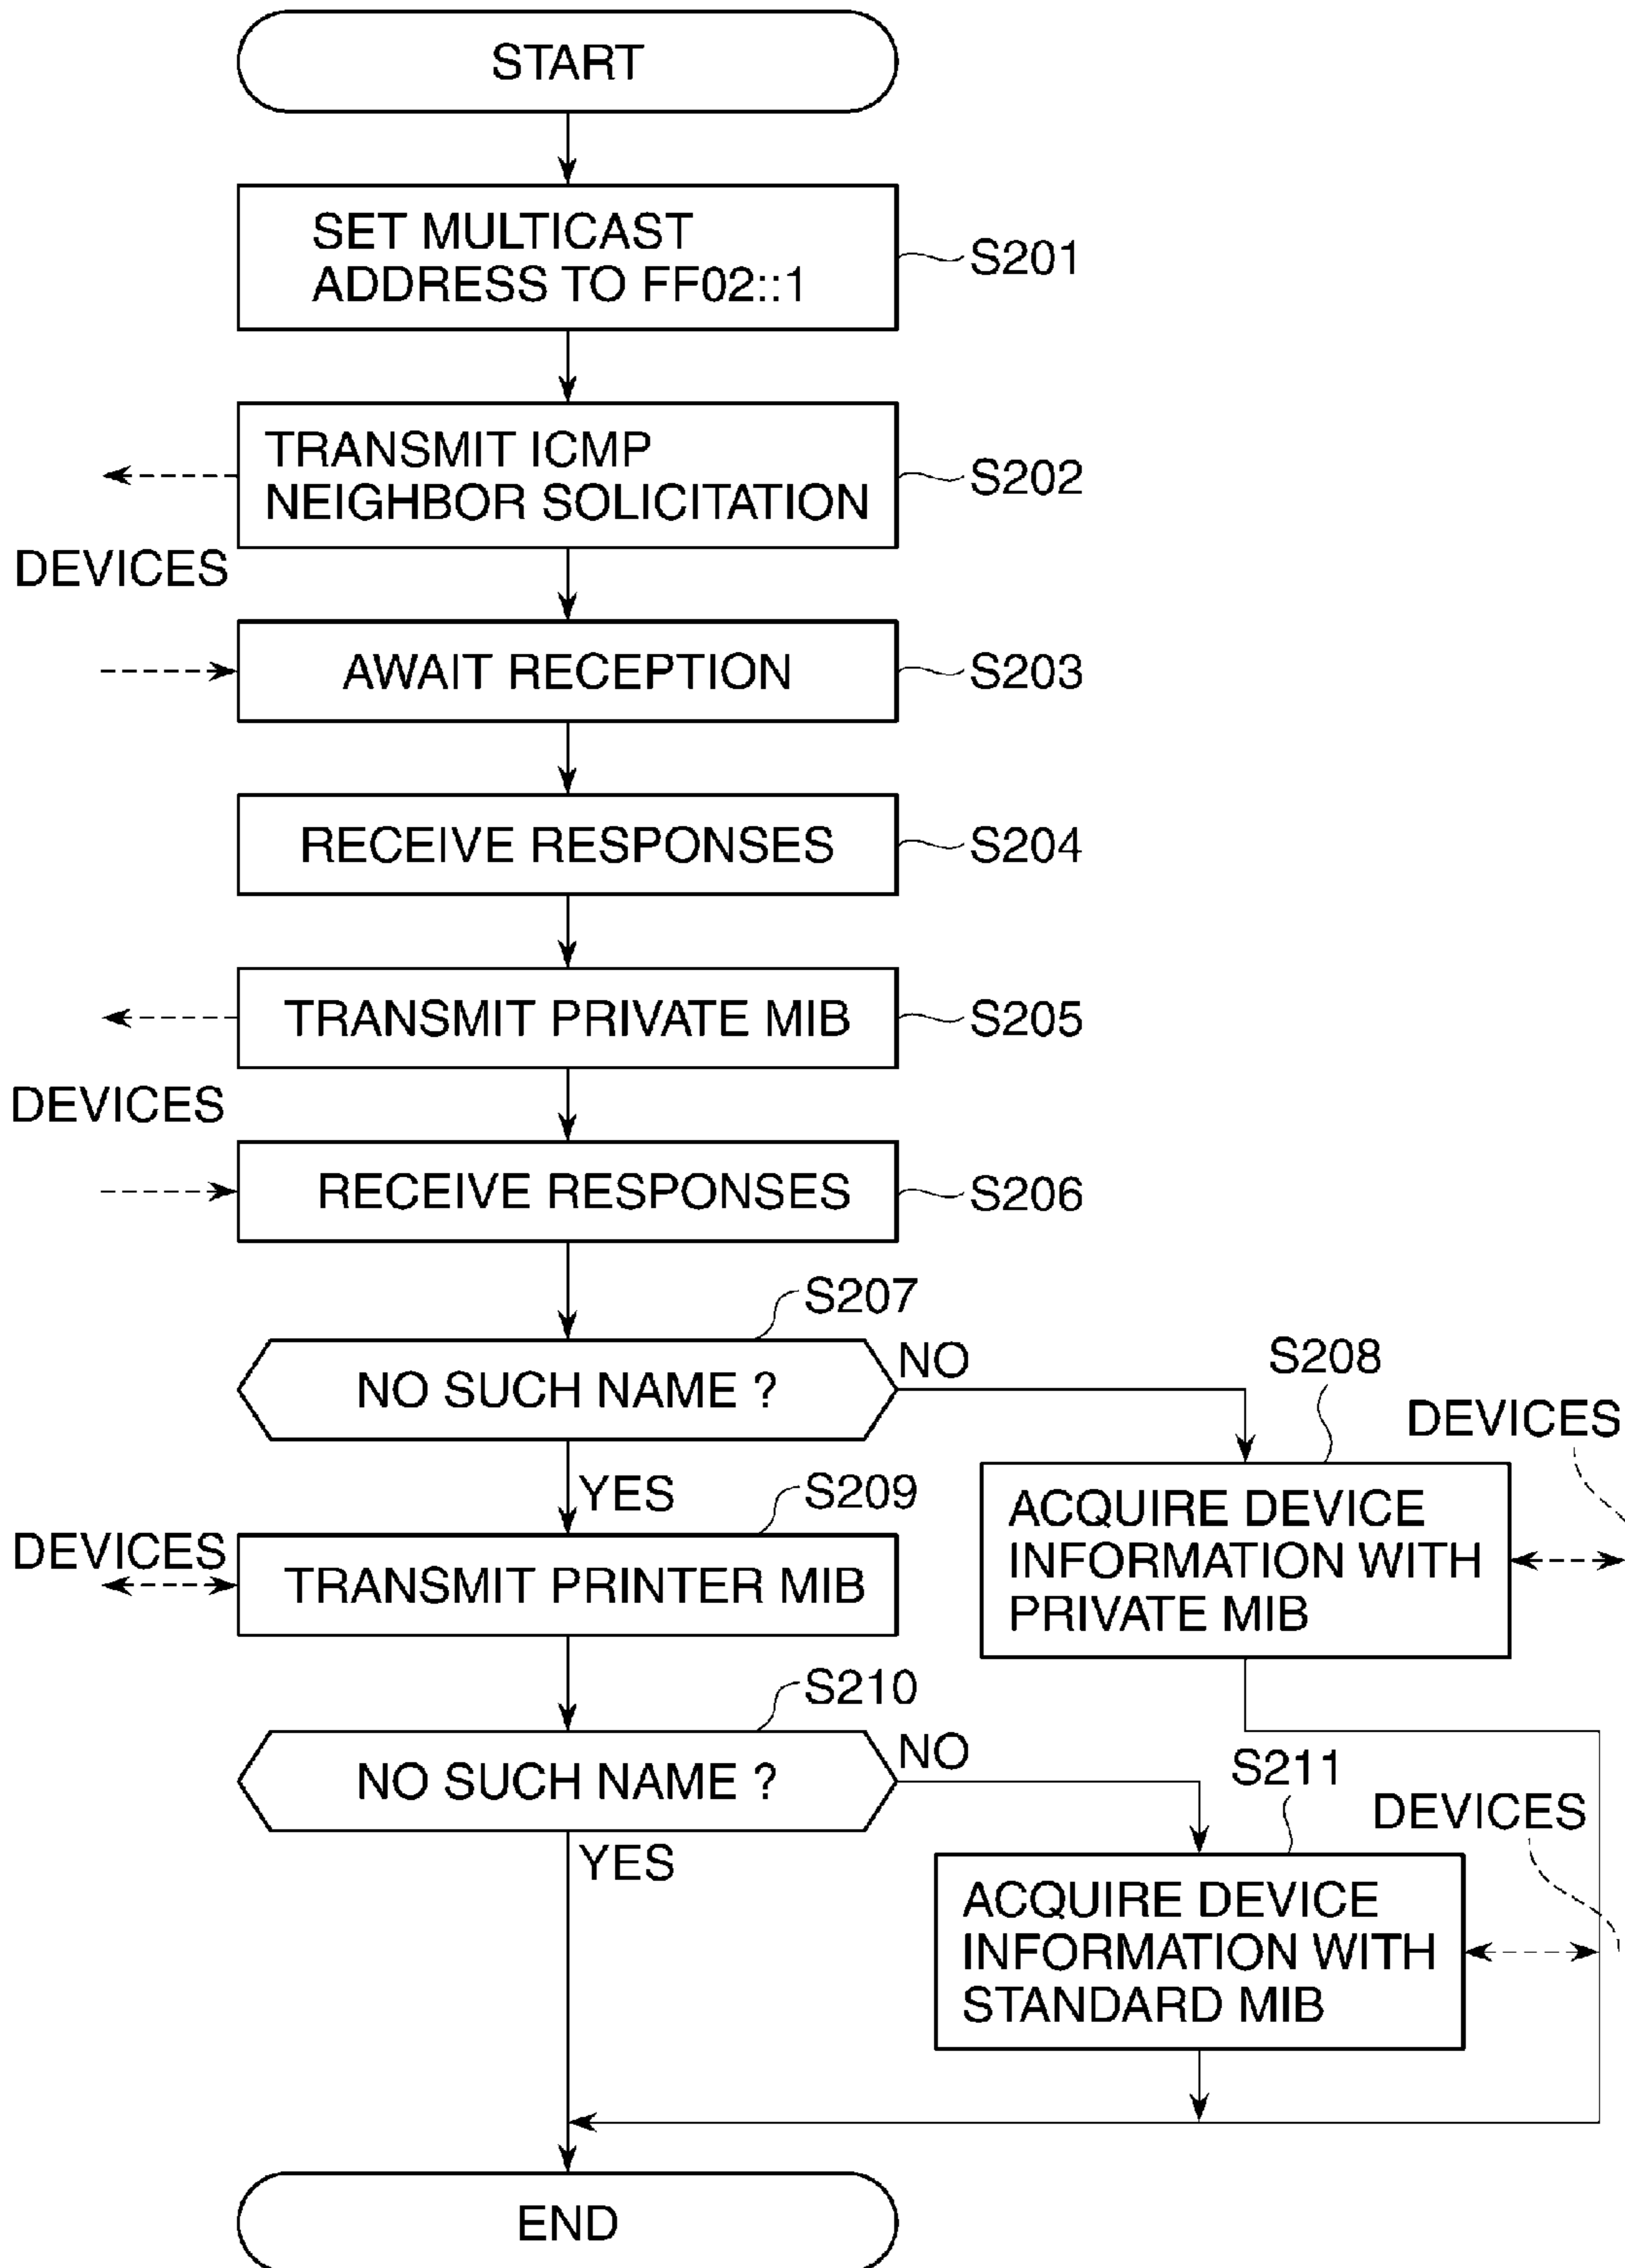 START
SET MULTICAST
ADDRESS TO FF02::1
S201
TRANSMIT ICMP
NEIGHBOR SOLICITATION
S202
DEVICES
AWAIT RECEPTION
S203
RECEIVE RESPONSES
S204
TRANSMIT PRIVATE MIB
S205
DEVICES
RECEIVE RESPONSES
S206
S207
NO SUCH NAME ?
NO
S208
DEVICES
ACQUIRE DEVICE
INFORMATION WITH
PRIVATE MIB
YES
S209
DEVICES
TRANSMIT PRINTER MIB
S210
NO SUCH NAME ?
NO
S211
DEVICES
YES
ACQUIRE DEVICE
INFORMATION WITH
STANDARD MIB
END